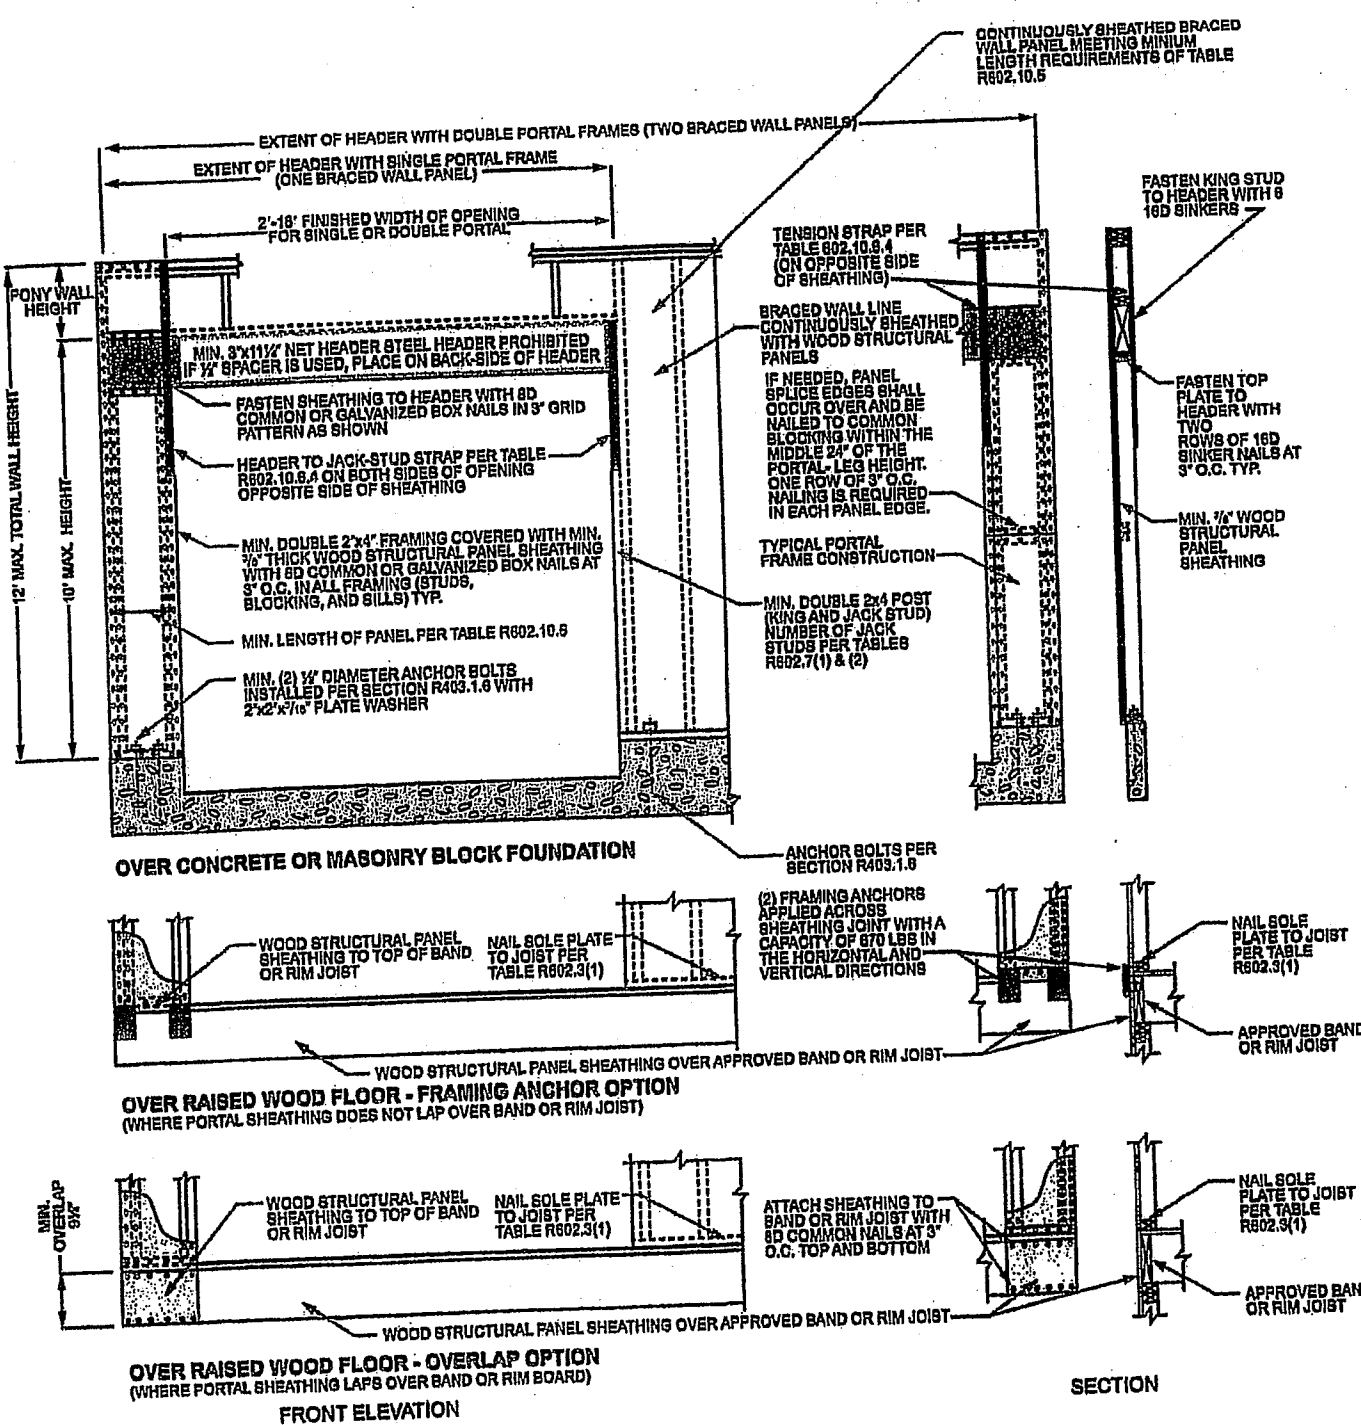 CONTINUOUSLY SHEATHED BRACED
WALL PANEL MEETING MINIUM
LENGTH REQUIREMENTS OF TABLE
R602.10.5
EXTENT OF HEADER WITH DOUBLE PORTAL FRAMES (TWO BRACED WALL PANELS)
EXTENT OF HEADER WITH SINGLE PORTAL FRAME
(ONE BRACED WALL PANEL)
2'-18' FINISHED WIDTH OF OPENING
FOR SINGLE OR DOUBLE PORTAL
FASTEN KING STUD
TO HEADER WITH 6
16D SINKERS
TENSION STRAP PER
TABLE 602.10.6.4
(ON OPPOSITE SIDE
OF SHEATHING)
PONY WALL
HEIGHT
12' MAX. TOTAL WALL HEIGHT
10' MAX. HEIGHT
MIN. 3"x11½" NET HEADER STEEL HEADER PROHIBITED
IF ½" SPACER IS USED, PLACE ON BACK-SIDE OF HEADER
BRACED WALL LINE
CONTINUOUSLY SHEATHED
WITH WOOD STRUCTURAL
PANELS
FASTEN SHEATHING TO HEADER WITH 8D
COMMON OR GALVANIZED BOX NAILS IN 3" GRID
PATTERN AS SHOWN
IF NEEDED, PANEL
SPLICE EDGES SHALL
OCCUR OVER AND BE
NAILED TO COMMON
BLOCKING WITHIN THE
MIDDLE 24" OF THE
PORTAL- LEG HEIGHT.
ONE ROW OF 3" O.C.
NAILING IS REQUIRED
IN EACH PANEL EDGE.
FASTEN TOP
PLATE TO
HEADER WITH
TWO
ROWS OF 16D
SINKER NAILS AT
3" O.C. TYP.
HEADER TO JACK-STUD STRAP PER TABLE
R602.10.6.4 ON BOTH SIDES OF OPENING
OPPOSITE SIDE OF SHEATHING
MIN. DOUBLE 2"x4" FRAMING COVERED WITH MIN.
⅜" THICK WOOD STRUCTURAL PANEL SHEATHING
WITH 8D COMMON OR GALVANIZED BOX NAILS AT
3" O.C. IN ALL FRAMING (STUDS,
BLOCKING, AND SILLS) TYP.
TYPICAL PORTAL
FRAME CONSTRUCTION
MIN. ⅜" WOOD
STRUCTURAL
PANEL
SHEATHING
MIN. LENGTH OF PANEL PER TABLE R602.10.5
MIN. DOUBLE 2x4 POST
(KING AND JACK STUD)
NUMBER OF JACK
STUDS PER TABLES
R602.7(1) & (2)
MIN. (2) ½" DIAMETER ANCHOR BOLTS
INSTALLED PER SECTION R403.1.6 WITH
2"x2"x³/₁₆" PLATE WASHER
OVER CONCRETE OR MASONRY BLOCK FOUNDATION
ANCHOR BOLTS PER
SECTION R403.1.6
WOOD STRUCTURAL PANEL
SHEATHING TO TOP OF BAND
OR RIM JOIST
NAIL SOLE PLATE
TO JOIST PER
TABLE R602.3(1)
(2) FRAMING ANCHORS
APPLIED ACROSS
SHEATHING JOINT WITH A
CAPACITY OF 670 LBS IN
THE HORIZONTAL AND
VERTICAL DIRECTIONS
NAIL SOLE
PLATE TO JOIST
PER TABLE
R602.3(1)
APPROVED BAND
OR RIM JOIST
WOOD STRUCTURAL PANEL SHEATHING OVER APPROVED BAND OR RIM JOIST
OVER RAISED WOOD FLOOR - FRAMING ANCHOR OPTION
(WHERE PORTAL SHEATHING DOES NOT LAP OVER BAND OR RIM JOIST)
MIN.
OVERLAP
9¼"
WOOD STRUCTURAL PANEL
SHEATHING TO TOP OF BAND
OR RIM JOIST
NAIL SOLE PLATE
TO JOIST PER
TABLE R602.3(1)
ATTACH SHEATHING TO
BAND OR RIM JOIST WITH
8D COMMON NAILS AT 3"
O.C. TOP AND BOTTOM
NAIL SOLE
PLATE TO JOIST
PER TABLE
R602.3(1)
APPROVED BAN
OR RIM JOIST
WOOD STRUCTURAL PANEL SHEATHING OVER APPROVED BAND OR RIM JOIST
OVER RAISED WOOD FLOOR - OVERLAP OPTION
(WHERE PORTAL SHEATHING LAPS OVER BAND OR RIM BOARD)
FRONT ELEVATION
SECTION